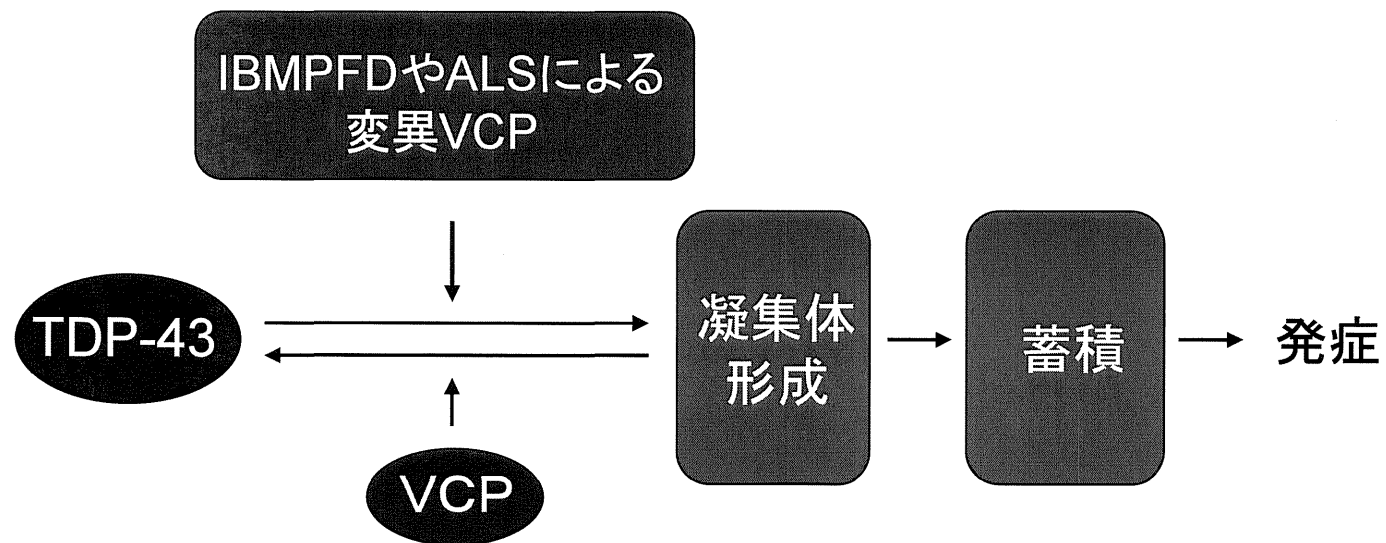 IBMPFDやALSによる
変異VCP
TDP-43
凝集体
形成
蓄積
発症
VCP